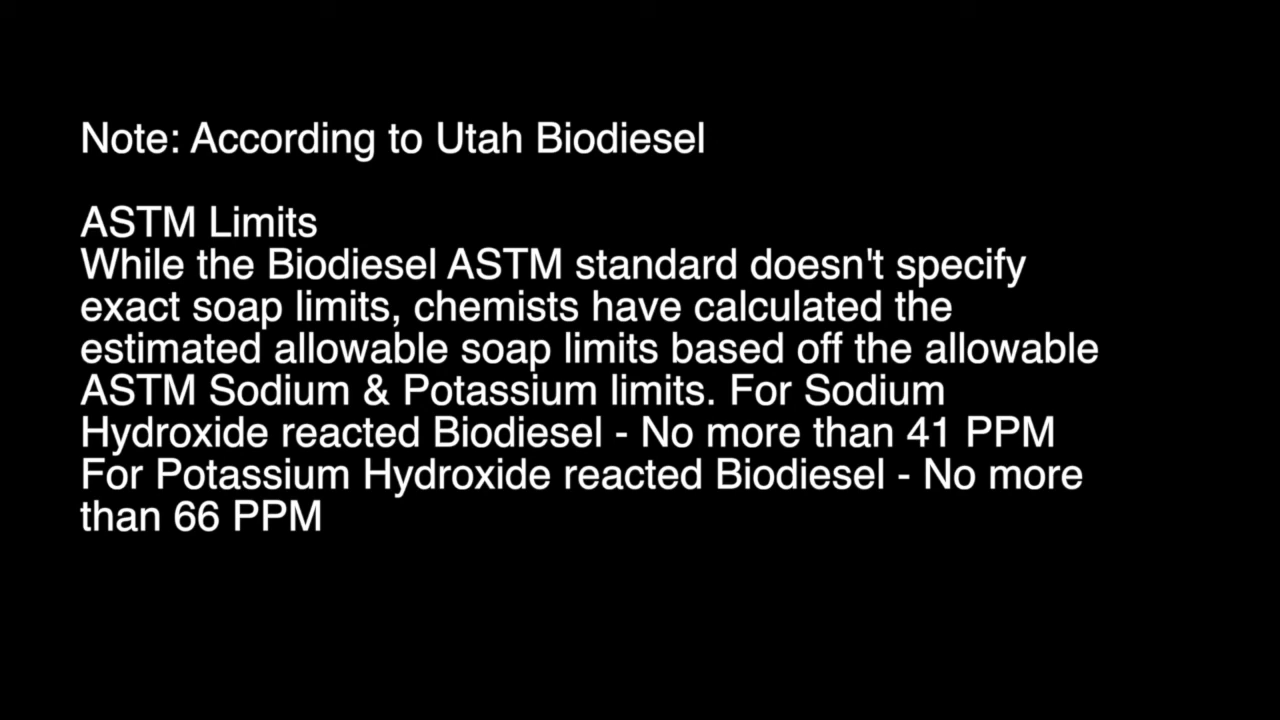 Note: According to Utah Biodiesel
ASTM Limits
While the Biodiesel ASTM standard doesn't specify
exact soap limits, chemists have calculated the
estimated allowable soap limits based off the allowable
ASTM Sodium & Potassium limits. For Sodium
Hydroxide reacted Biodiesel - No more than 41 PPM
For Potassium Hydroxide reacted Biodiesel - No more
than 66 PPM